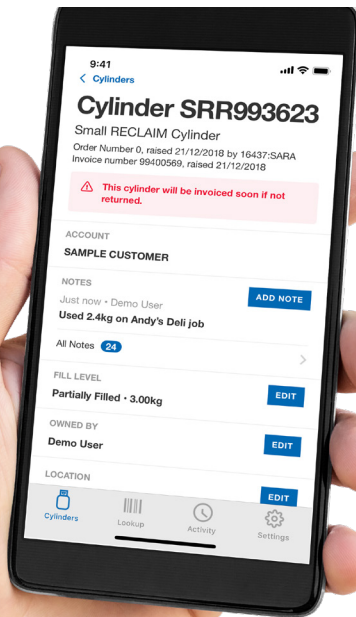 9:41
Cylinders
Cylinder SRR993623
Small RECLAIM Cylinder
Order Number 0, raised 21/12/2018 by 16437:SARA
Invoice number 99400569, raised 21/12/2018
This cylinder will be invoiced soon if not
returned.
ACCOUNT
SAMPLE CUSTOMER
NOTES
Just now • Demo User
ADD NOTE
Used 2.4kg on Andy's Deli job
All Notes 24
FILL LEVEL
Partially Filled • 3.00kg
EDIT
OWNED BY
Demo User
EDIT
LOCATION
EDIT
Cylinders
Lookup
Activity
Settings